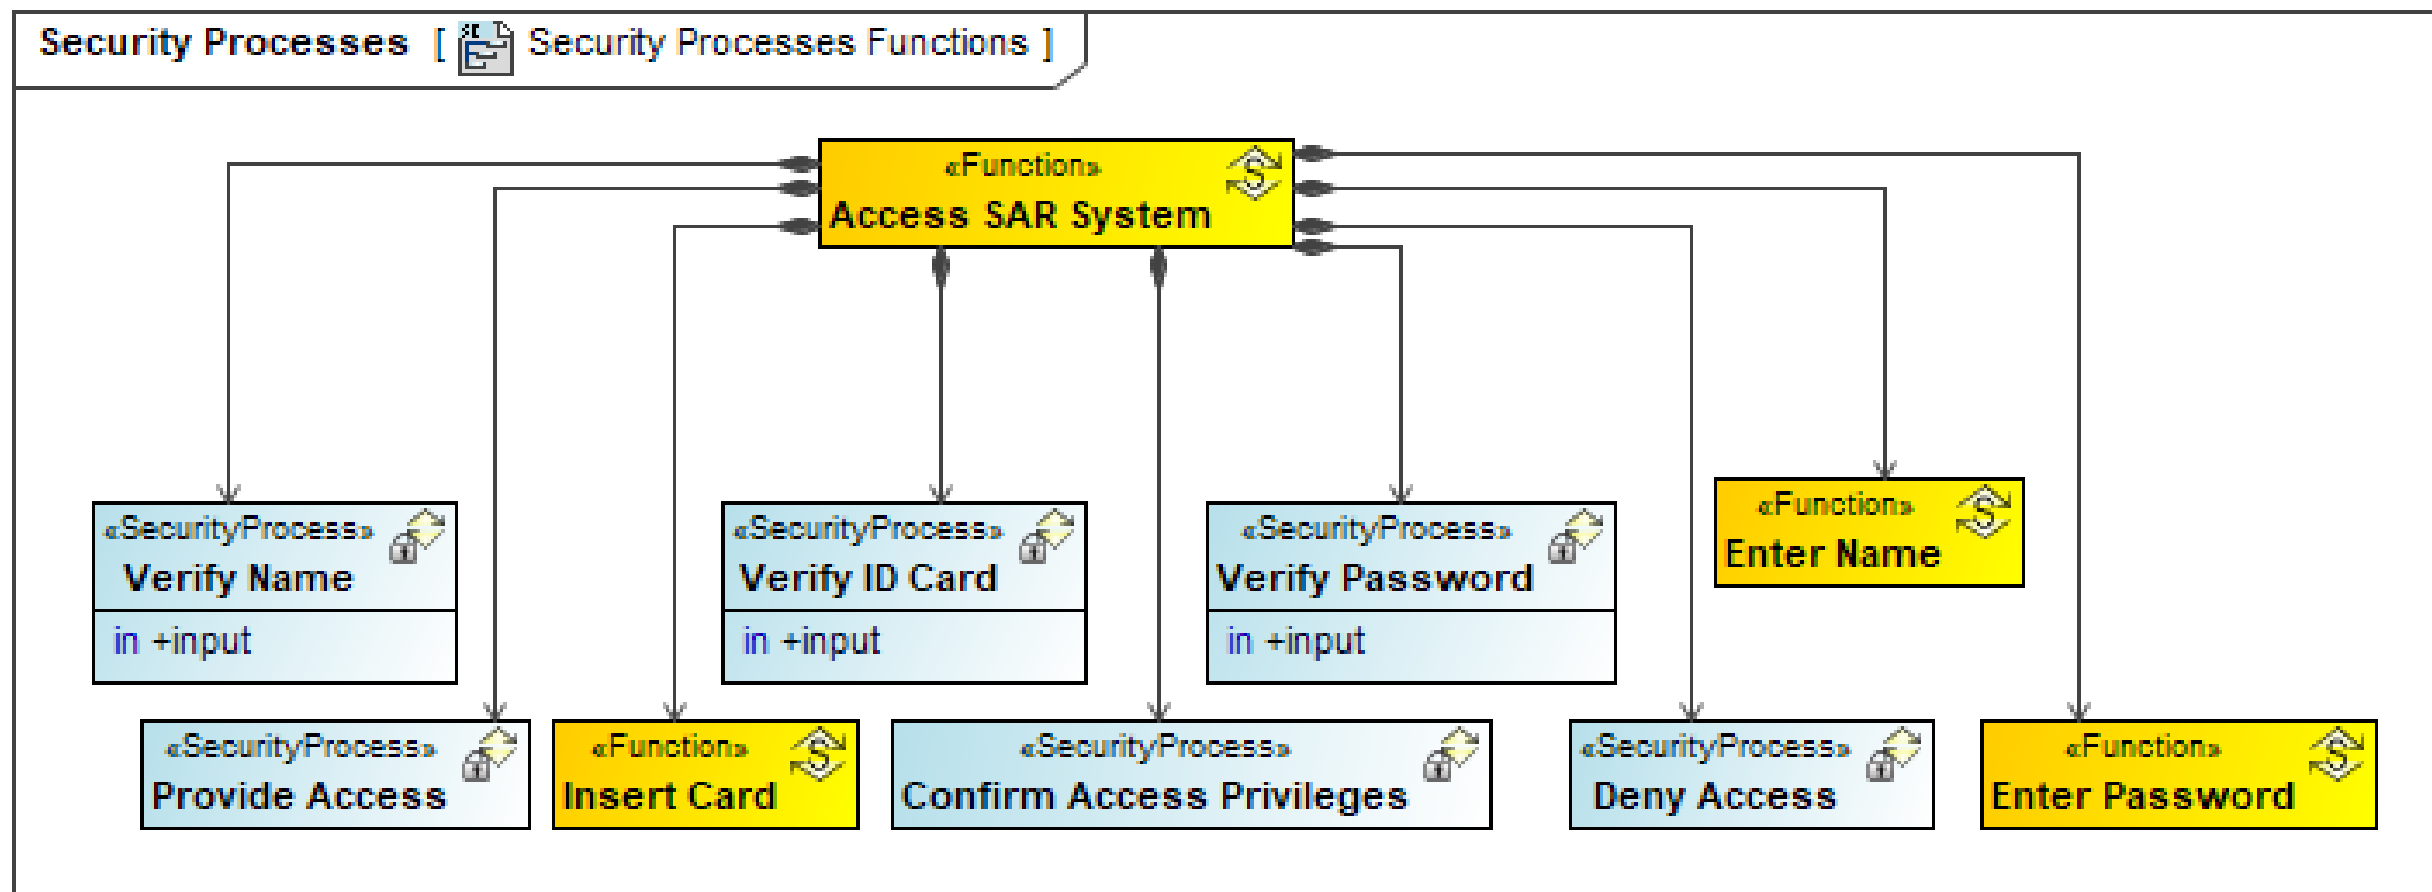 Security Processes [ Security Processes Functions ]
«Function»
Access SAR System
«SecurityProcess»
Verify Name
in +input
«SecurityProcess»
Verify ID Card
in +input
«SecurityProcess»
Verify Password
in +input
«Function»
Enter Name
«SecurityProcess»
Provide Access
«Function»
Insert Card
«SecurityProcess»
Confirm Access Privileges
«SecurityProcess»
Deny Access
«Function»
Enter Password